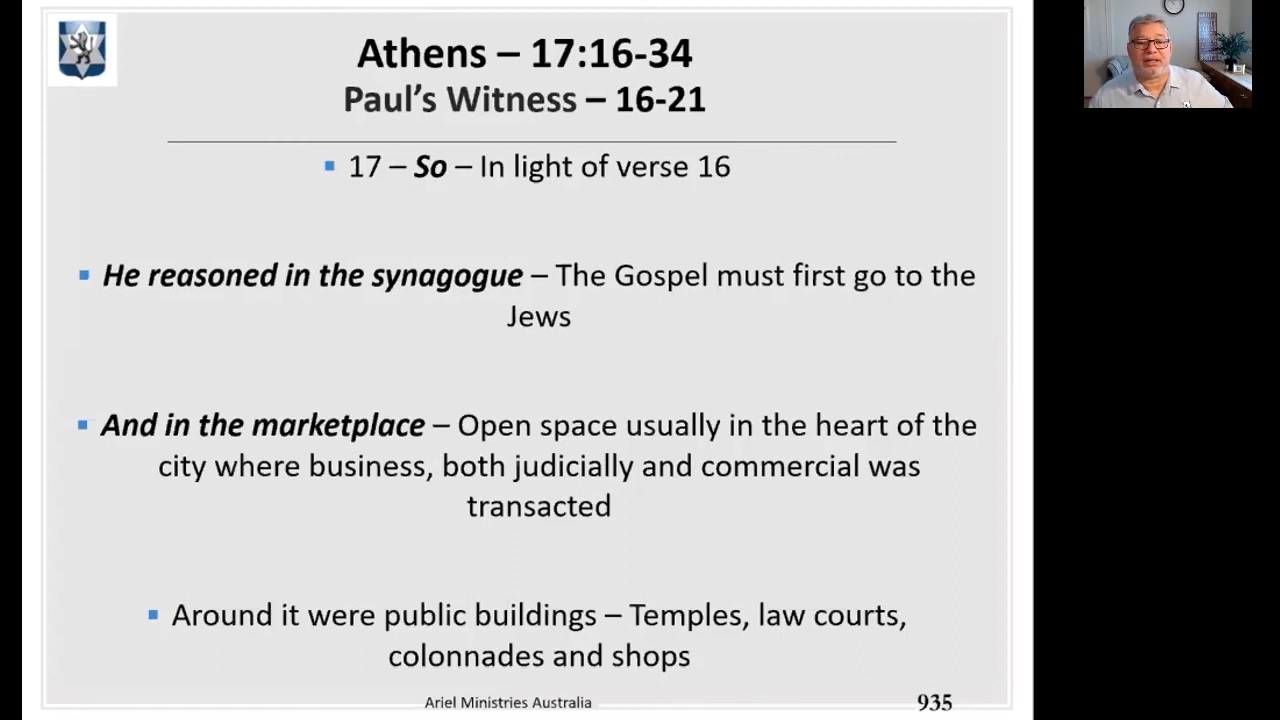 Athens – 17:16-34
Paul's Witness – 16-21
▪ 17 – So – In light of verse 16
▪ He reasoned in the synagogue – The Gospel must first go to the
Jews
▪ And in the marketplace – Open space usually in the heart of the
city where business, both judicially and commercial was
transacted
▪ Around it were public buildings – Temples, law courts,
colonnades and shops
Ariel Ministries Australia
935